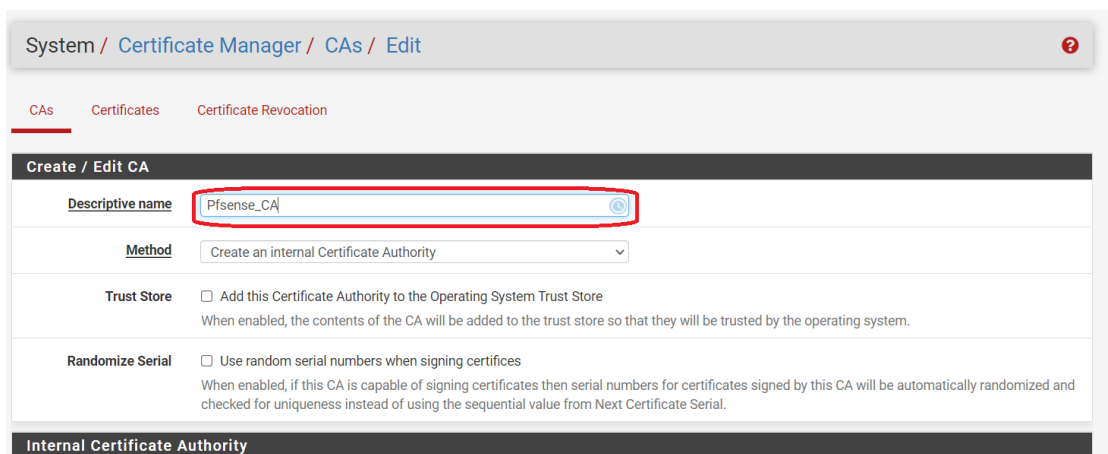 System / Certificate Manager / CAs / Edit
CAs Certificates Certificate Revocation
Create / Edit CA
Descriptive name Pfsense_CA
Method Create an internal Certificate Authority
Trust Store Add this Certificate Authority to the Operating System Trust Store
When enabled, the contents of the CA will be added to the trust store so that they will be trusted by the operating system.
Randomize Serial Use random serial numbers when signing certifices
When enabled, if this CA is capable of signing certificates then serial numbers for certificates signed by this CA will be automatically randomized and
checked for uniqueness instead of using the sequential value from Next Certificate Serial.
Internal Certificate Authority